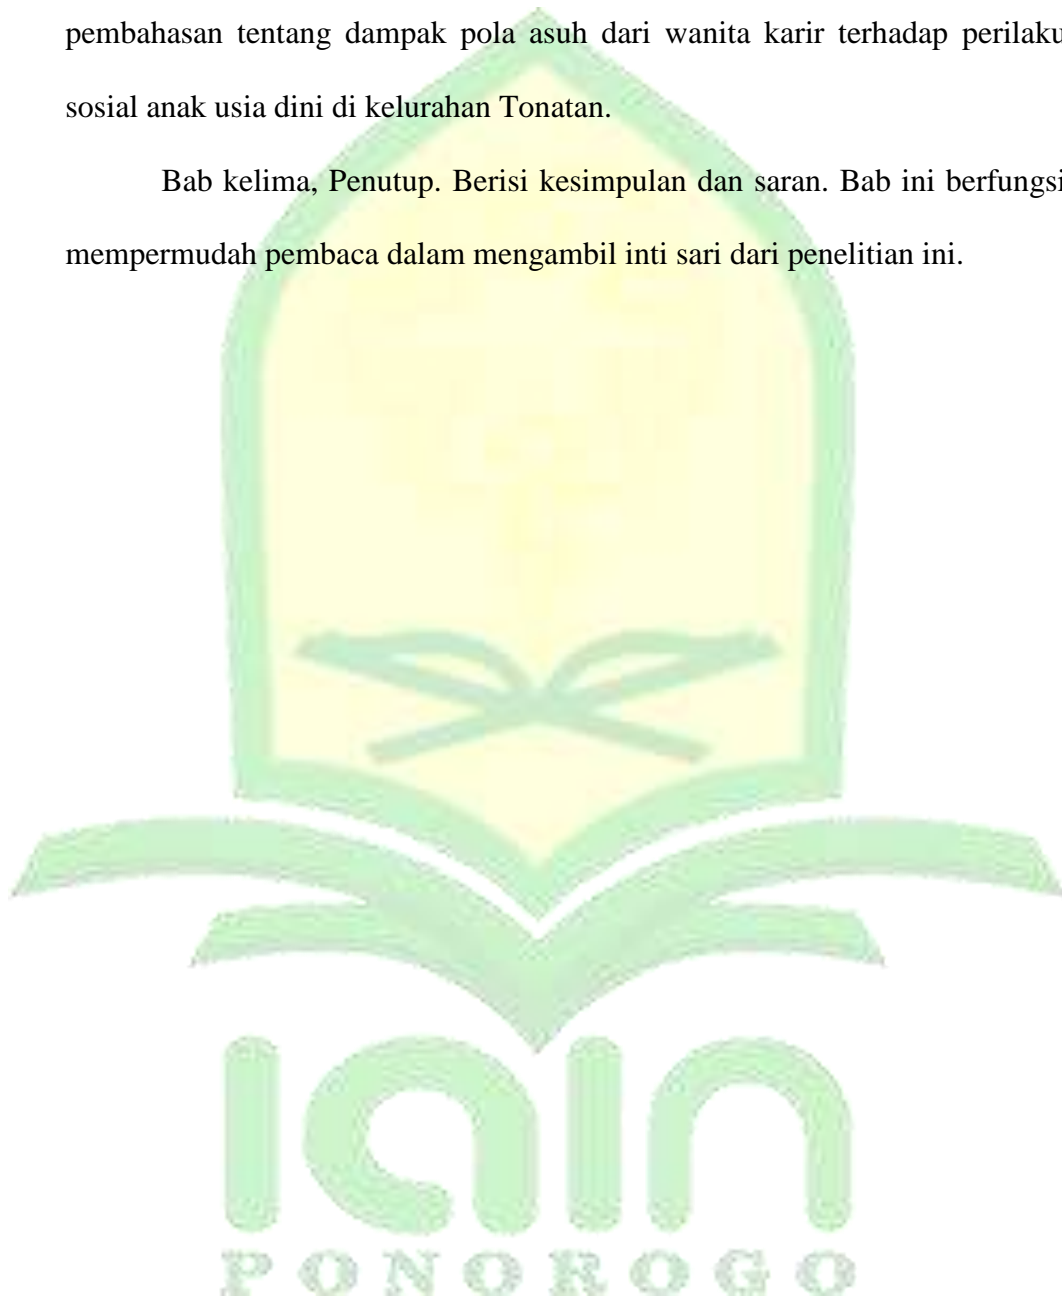 pembahasan tentang dampak pola asuh dari wanita karir terhadap perilaku
sosial anak usia dini di kelurahan Tonatan.
Bab kelima, Penutup. Berisi kesimpulan dan saran. Bab ini berfungsi
mempermudah pembaca dalam mengambil inti sari dari penelitian ini.
iain
PONOROGO